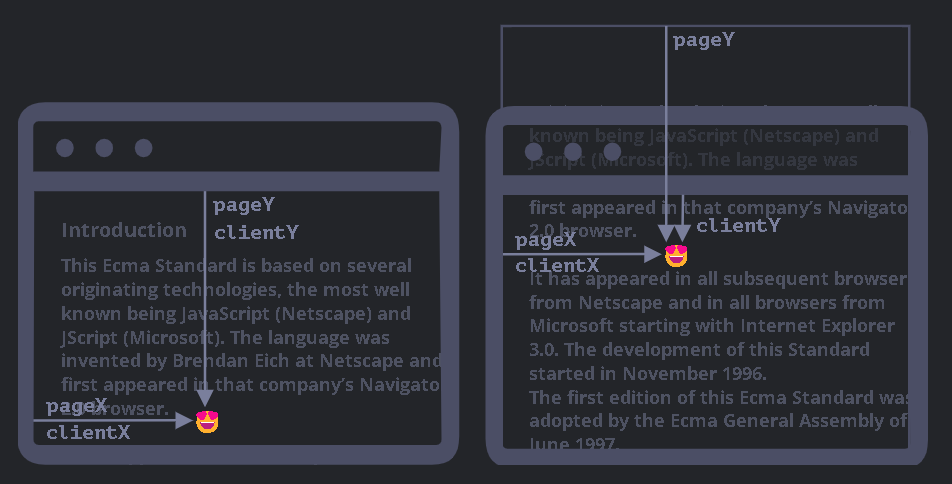 pageY
clientY
Introduction
This Ecma Standard is based on several
originating technologies, the most well
known being JavaScript (Netscape) and
JScript (Microsoft). The language was
invented by Brendan Eich at Netscape and
first appeared in that company’s Navigato
2.0 browser.
pageX
clientX
pageY
known being JavaScript (Netscape) and
JScript (Microsoft). The language was
first appeared in that company’s Navigato
2.0 browser.
clientY
pageX
clientX
It has appeared in all subsequent browser
from Netscape and in all browsers from
Microsoft starting with Internet Explorer
3.0. The development of this Standard
started in November 1996.
The first edition of this Ecma Standard was
adopted by the Ecma General Assembly of
June 1997.